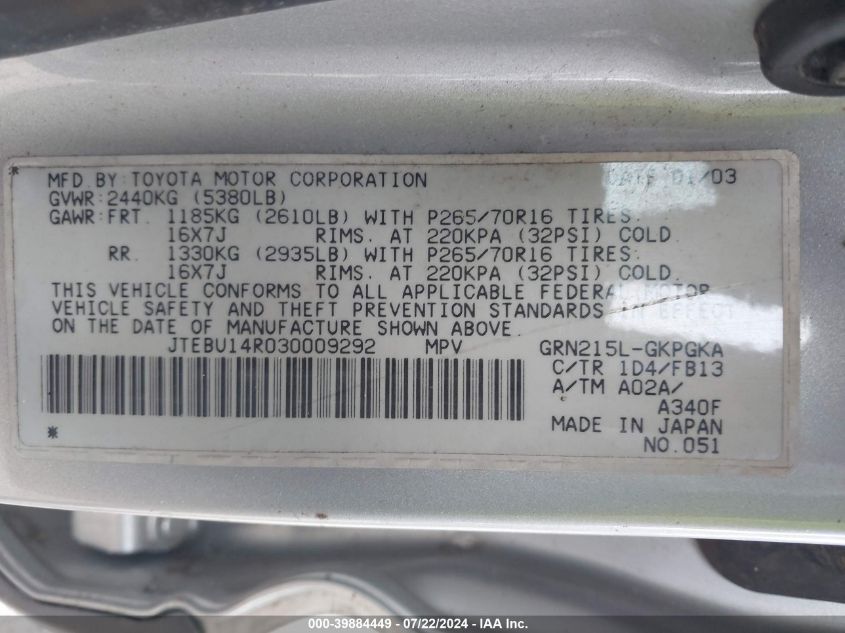 * MFD. BY: TOYOTA MOTOR CORPORATION DATE 01/03
GVWR: 2440KG (5380LB)
GAWR: FRT. 1185KG (2610LB) WITH P265/70R16 TIRES:
16X7J RIMS. AT 220KPA (32PSI) COLD
RR. 1330KG (2935LB) WITH P265/70R16 TIRES:
16X7J RIMS. AT 220KPA (32PSI) COLD.
THIS VEHICLE CONFORMS TO ALL APPLICABLE FEDERAL MOTOR
VEHICLE SAFETY AND THEFT PREVENTION STANDARDS IN EFFECT
ON THE DATE OF MANUFACTURE SHOWN ABOVE.
JTEBU14R030009292 MPV GRN215L-GKPGKA
C/TR 1D4/FB13
A/TM A02A/
A340F
MADE IN JAPAN
* NO.051
000-39884449 - 07/22/2024 - IAA Inc.